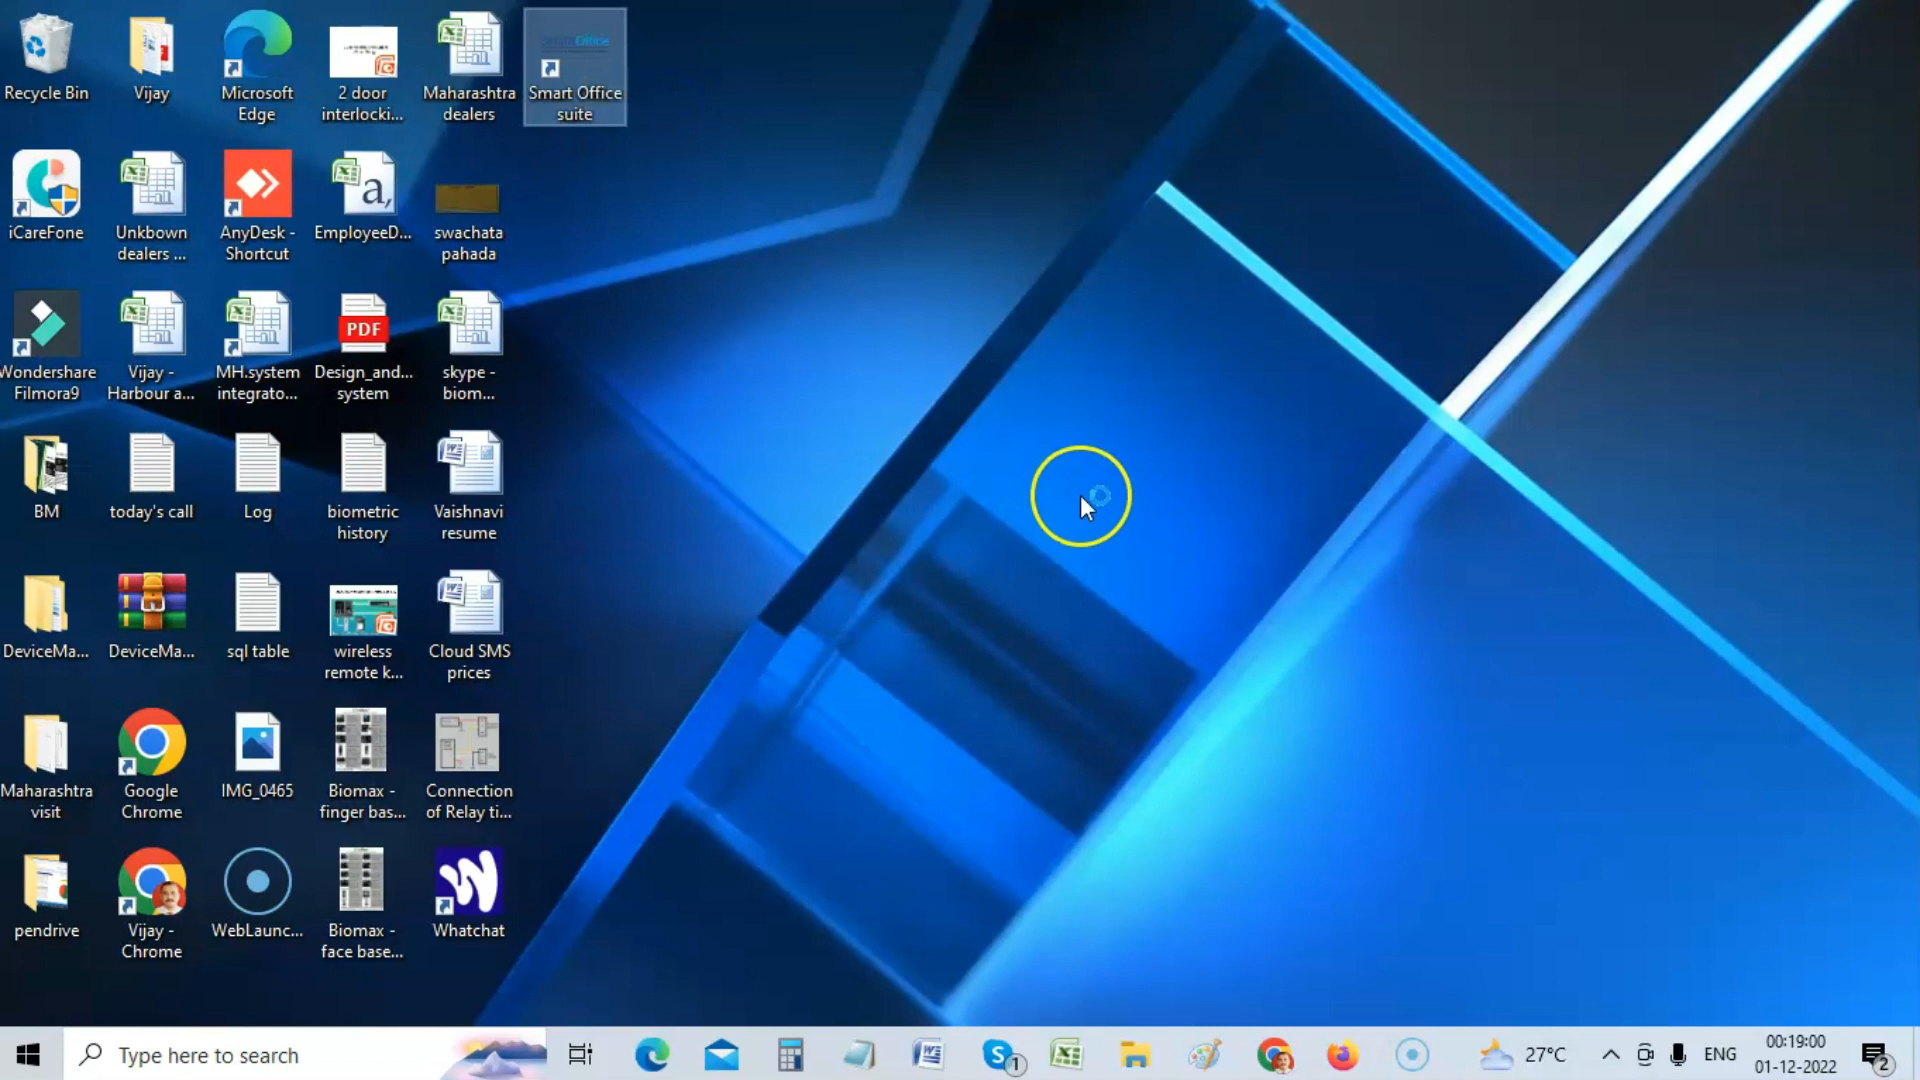 Recycle Bin
Vijay
Microsoft
Edge
2 door
interlocki...
Maharashtra
dealers
Smart Office
suite
iCareFone
Unkbown
dealers ...
AnyDesk -
Shortcut
EmployeeD...
swachata
pahada
Wondershare
Filmora9
Vijay -
Harbour a...
MH.system
integrato...
PDF
Design_and...
system
skype -
biom...
BM
today's call
Log
biometric
history
Vaishnavi
resume
DeviceMa...
DeviceMa...
sql table
wireless
remote k...
Cloud SMS
prices
Maharashtra
visit
Google
Chrome
IMG_0465
Biomax -
finger bas...
Connection
of Relay ti...
pendrive
Vijay -
Chrome
WebLaunc...
Biomax -
face base...
Whatchat
Type here to search
1
27°C
ENG
00:19:00
01-12-2022
2